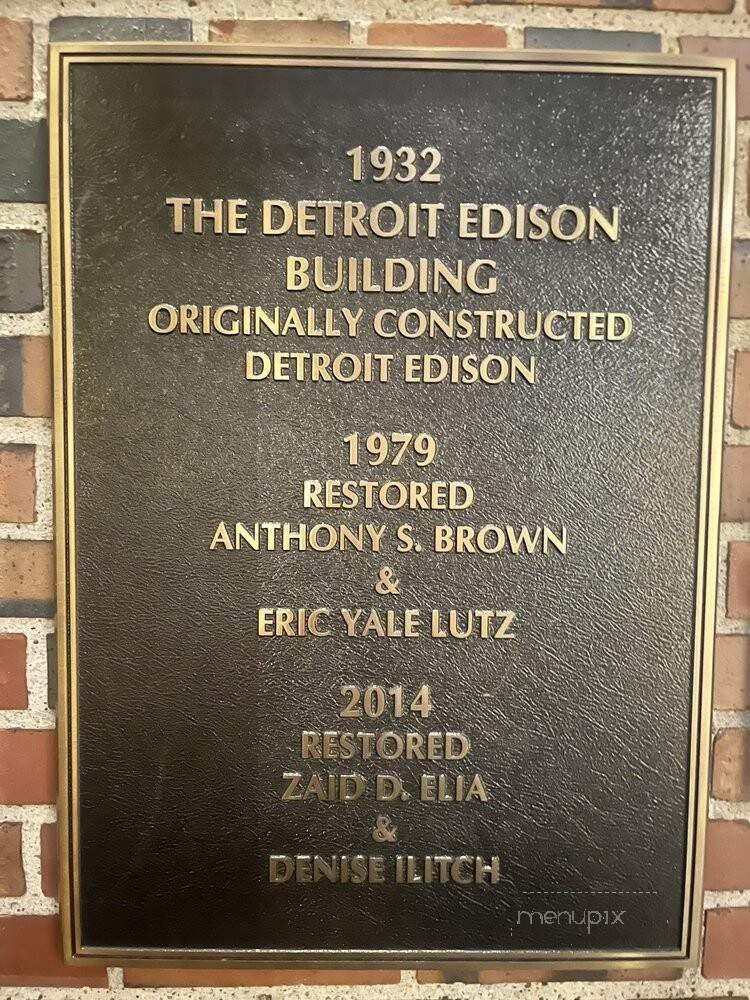 1932
THE DETROIT EDISON
BUILDING
ORIGINALLY CONSTRUCTED
DETROIT EDISON
1979
RESTORED
ANTHONY S. BROWN
&
ERIC YALE LUTZ
2014
RESTORED
ZAID D. ELIA
&
DENISE ILITCH
menupix